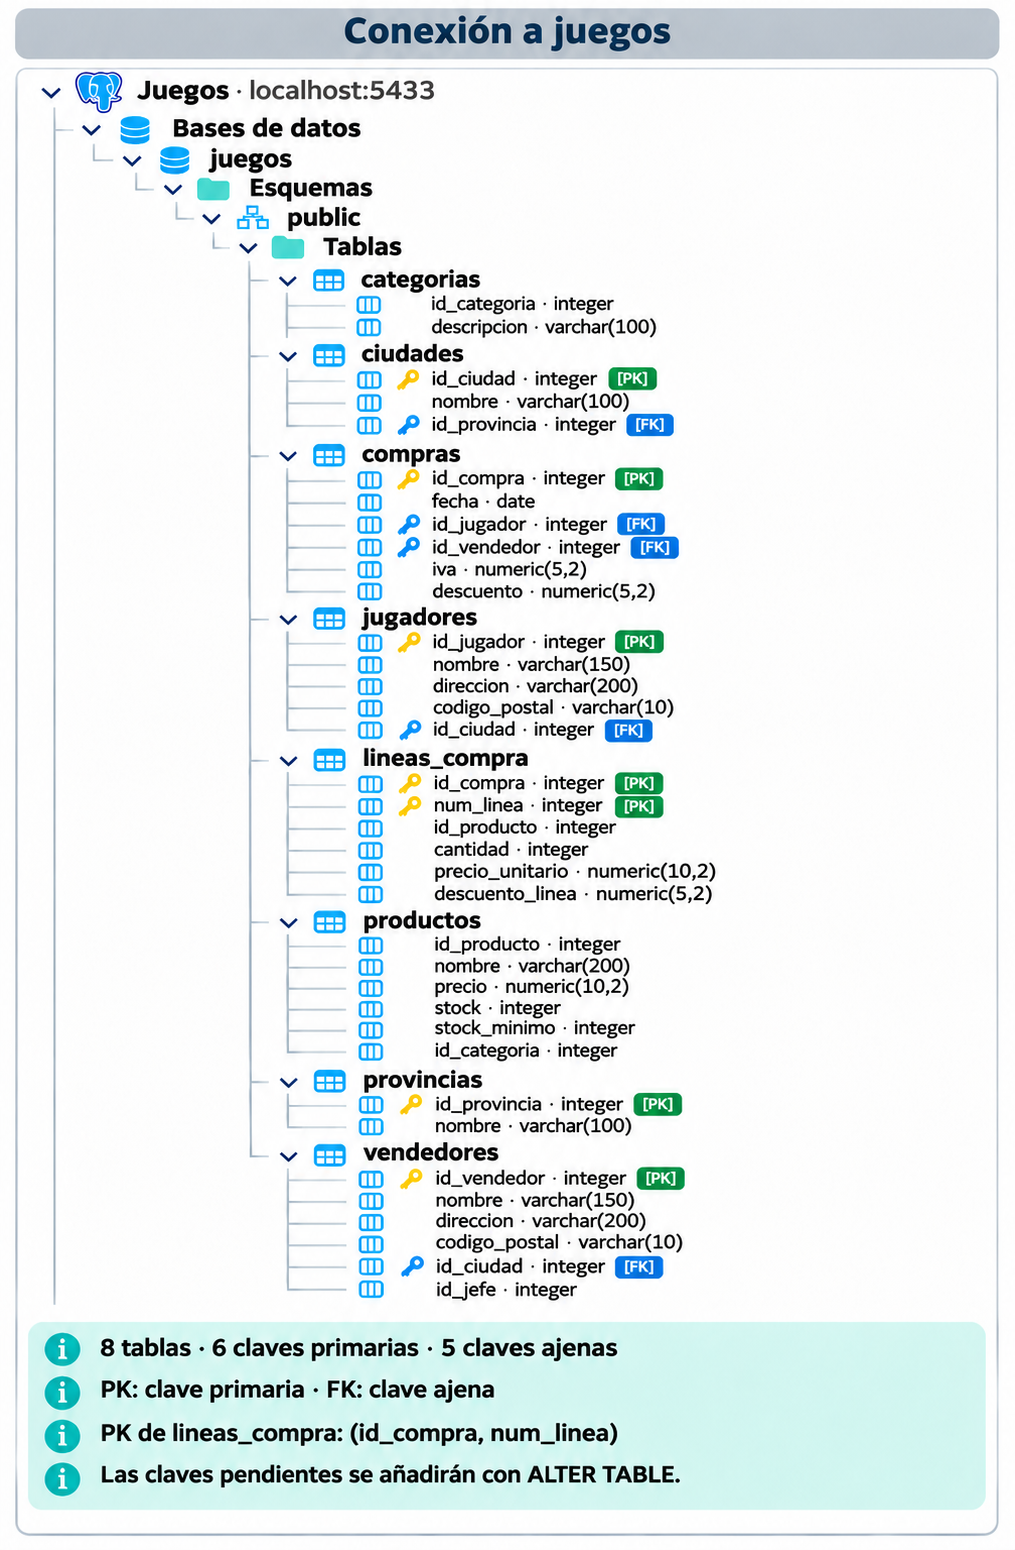 Conexión a juegos
Juegos · localhost:5433
Bases de datos
juegos
Esquemas
public
Tablas
categorias
id_categoria · integer
descripcion · varchar(100)
ciudades
id_ciudad · integer [PK]
nombre · varchar(100)
id_provincia · integer [FK]
compras
id_compra · integer [PK]
fecha · date
id_jugador · integer [FK]
id_vendedor · integer [FK]
iva · numeric(5,2)
descuento · numeric(5,2)
jugadores
id_jugador · integer [PK]
nombre · varchar(150)
direccion · varchar(200)
codigo_postal · varchar(10)
id_ciudad · integer [FK]
lineas_compra
id_compra · integer [PK]
num_linea · integer [PK]
id_producto · integer
cantidad · integer
precio_unitario · numeric(10,2)
descuento_linea · numeric(5,2)
productos
id_producto · integer
nombre · varchar(200)
precio · numeric(10,2)
stock · integer
stock_minimo · integer
id_categoria · integer
provincias
id_provincia · integer [PK]
nombre · varchar(100)
vendedores
id_vendedor · integer [PK]
nombre · varchar(150)
direccion · varchar(200)
codigo_postal · varchar(10)
id_ciudad · integer [FK]
id_jefe · integer
8 tablas · 6 claves primarias · 5 claves ajenas
PK: clave primaria · FK: clave ajena
PK de lineas_compra: (id_compra, num_linea)
Las claves pendientes se añadirán con ALTER TABLE.